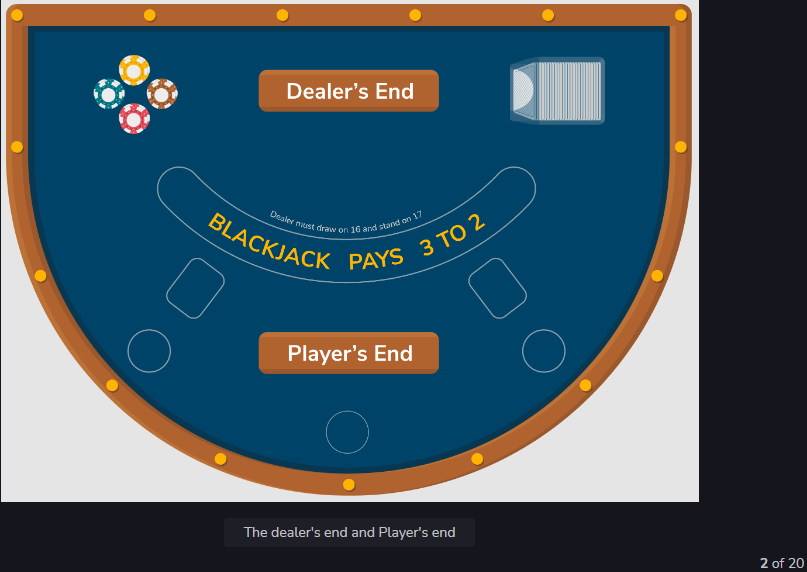 Dealer's End
Dealer must draw on 16 and stand on 17
BLACKJACK PAYS 3 TO 2
Player's End
The dealer's end and Player's end
2 of 20